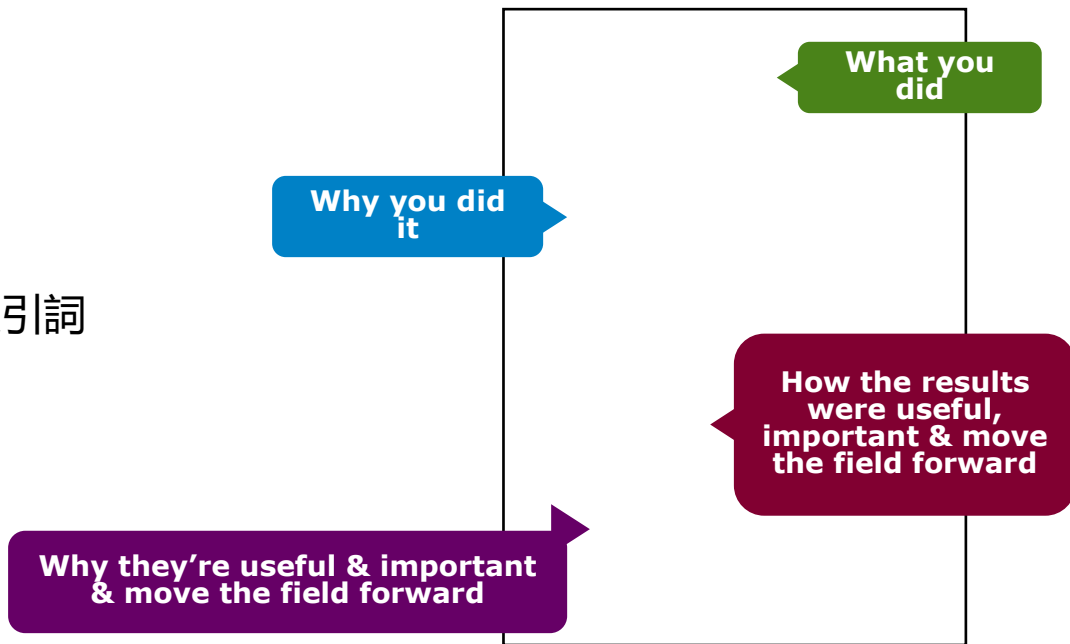 What you
did
Why you did
it
引詞
How the results
were useful,
important & move
the field forward
Why they’re useful & important
& move the field forward